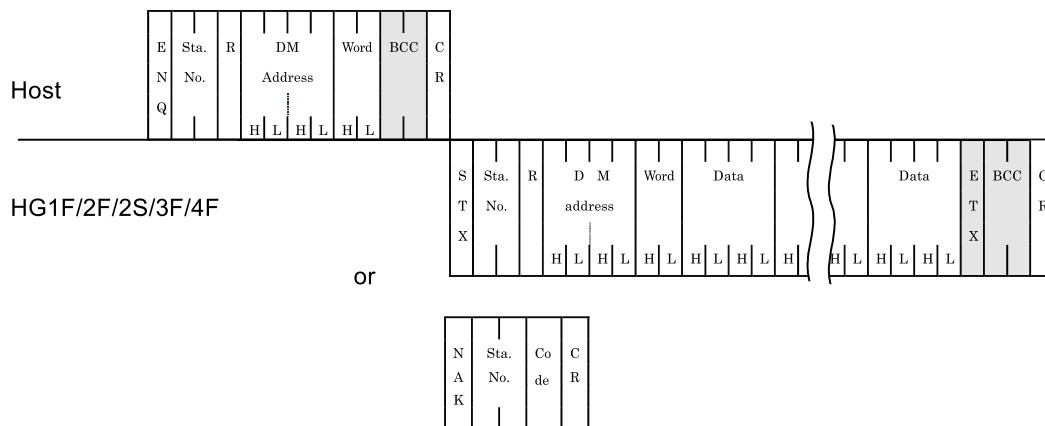 E Sta. R DM Word BCC C
N No. Address R
Q
H L H L H L
Host
S Sta. R D M Word Data Data E BCC C
T No. address T R
X X
H L H L H L H L H L H H L H L H L
HG1F/2F/2S/3F/4F
or
N Sta. Co C
A No. de R
K